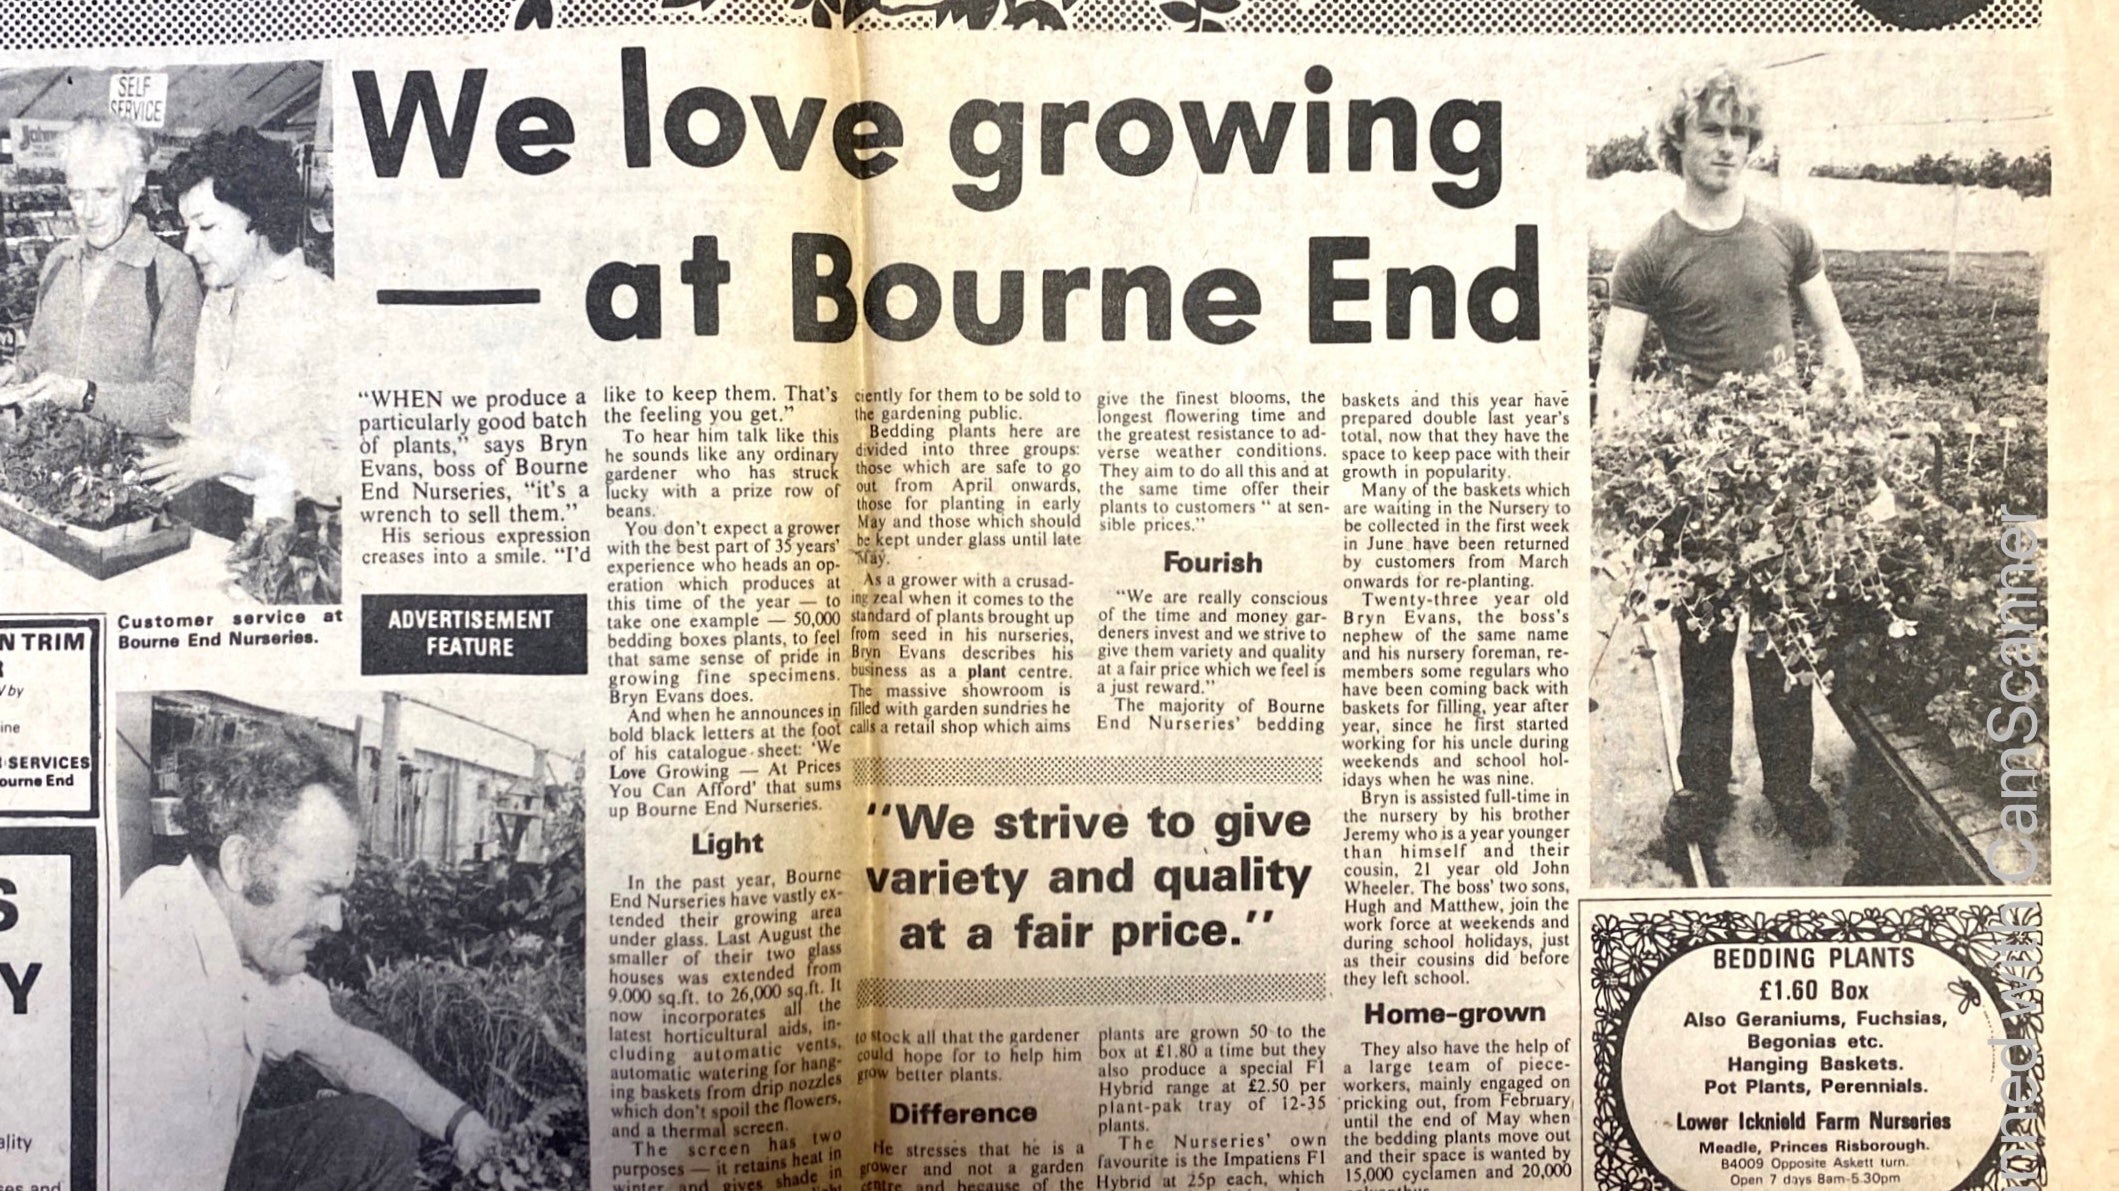 SELF
SERVICE
We love growing
— at Bourne End
Customer service at
Bourne End Nurseries.
N TRIM
R
by
ine
SERVICES
ourne End
S
Y
ality
ses and
"WHEN we produce a
particularly good batch
of plants," says Bryn
Evans, boss of Bourne
End Nurseries, "it's a
wrench to sell them."
His serious expression
creases into a smile. "I'd
ADVERTISEMENT
FEATURE
like to keep them. That's
the feeling you get."
To hear him talk like this
he sounds like any ordinary
gardener who has struck
lucky with a prize row of
beans.
You don't expect a grower
with the best part of 35 years'
experience who heads an op-
eration which produces at
this time of the year — to
take one example — 50,000
bedding boxes plants, to feel
that same sense of pride in
growing fine specimens.
Bryn Evans does.
And when he announces in
bold black letters at the foot
of his catalogue sheet: 'We
Love Growing — At Prices
You Can Afford' that sums
up Bourne End Nurseries.
Light
In the past year, Bourne
End Nurseries have vastly ex-
tended their growing area
under glass. Last August the
smaller of their two glass
houses was extended from
9.000 sq.ft. to 26,000 sq.ft. It
now incorporates all the
latest horticultural aids, in-
cluding automatic vents,
automatic watering for hang-
ing baskets from drip nozzles
which don't spoil the flowers,
and a thermal screen.
The screen has two
purposes — it retains heat in
winter and gives shade in
ciently for them to be sold to
the gardening public.
Bedding plants here are
divided into three groups:
those which are safe to go
out from April onwards,
those for planting in early
May and those which should
be kept under glass until late
May.
As a grower with a crusad-
ing zeal when it comes to the
standard of plants brought up
from seed in his nurseries,
Bryn Evans describes his
business as a plant centre.
The massive showroom is
filled with garden sundries he
calls a retail shop which aims
"We strive to give
variety and quality
at a fair price."
to stock all that the gardener
could hope for to help him
grow better plants.
Difference
He stresses that he is a
grower and not a garden
centre and because of the
give the finest blooms, the
longest flowering time and
the greatest resistance to ad-
verse weather conditions.
They aim to do all this and at
the same time offer their
plants to customers " at sen-
sible prices."
Fourish
"We are really conscious
of the time and money gar-
deners invest and we strive to
give them variety and quality
at a fair price which we feel is
a just reward."
The majority of Bourne
End Nurseries' bedding
plants are grown 50 to the
box at £1.80 a time but they
also produce a special F1
Hybrid range at £2.50 per
plant-pak tray of 12-35
plants.
The Nurseries' own
favourite is the Impatiens F1
Hybrid at 25p each, which
baskets and this year have
prepared double last year's
total, now that they have the
space to keep pace with their
growth in popularity.
Many of the baskets which
are waiting in the Nursery to
be collected in the first week
in June have been returned
by customers from March
onwards for re-planting.
Twenty-three year old
Bryn Evans, the boss's
nephew of the same name
and his nursery foreman, re-
members some regulars who
have been coming back with
baskets for filling, year after
year, since he first started
working for his uncle during
weekends and school hol-
idays when he was nine.
Bryn is assisted full-time in
the nursery by his brother
Jeremy who is a year younger
than himself and their
cousin, 21 year old John
Wheeler. The boss' two sons,
Hugh and Matthew, join the
work force at weekends and
during school holidays, just
as their cousins did before
they left school.
Home-grown
They also have the help of
a large team of piece-
workers, mainly engaged on
pricking out, from February
until the end of May when
the bedding plants move out
and their space is wanted by
15,000 cyclamen and 20,000
BEDDING PLANTS
£1.60 Box
Also Geraniums, Fuchsias,
Begonias etc.
Hanging Baskets.
Pot Plants, Perennials.
Lower Icknield Farm Nurseries
Meadle, Princes Risborough.
B4009 Opposite Askett turn.
Open 7 days 8am-5.30pm
nned with CamScanner